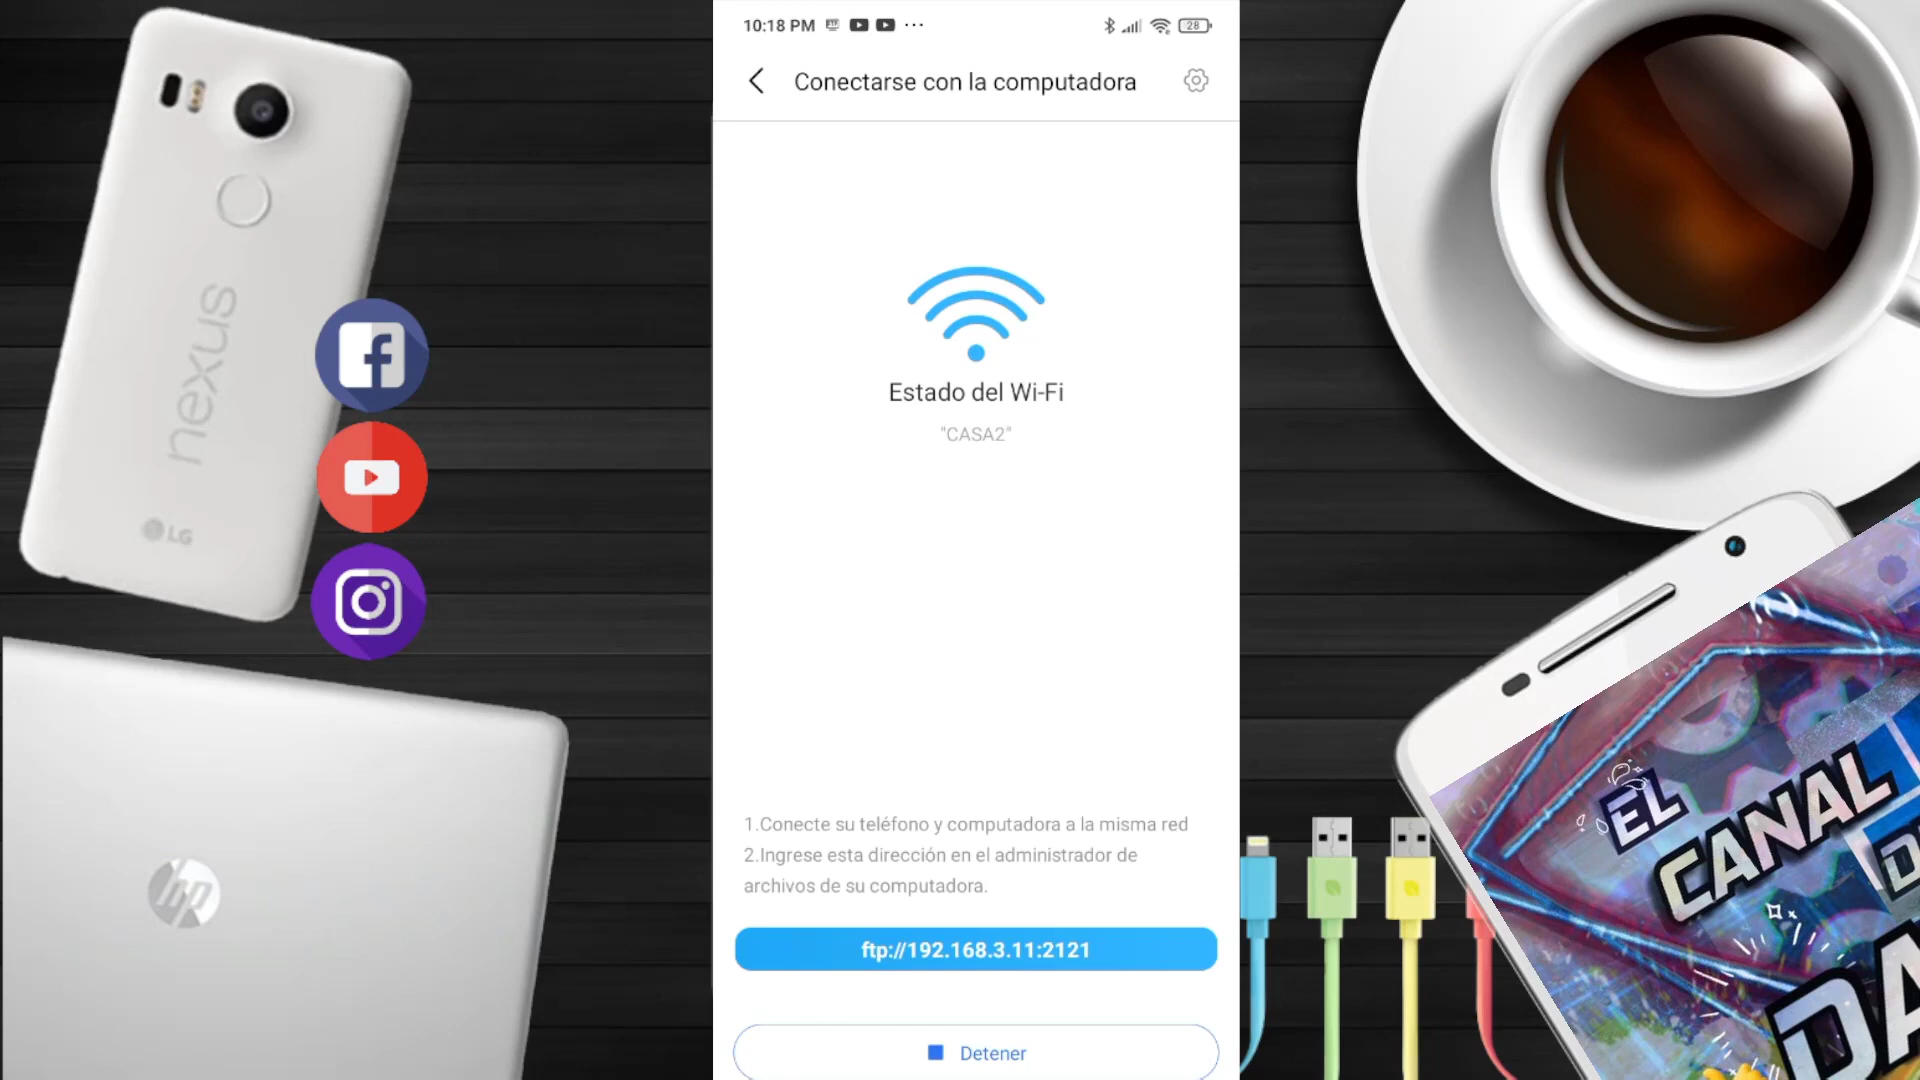 10:18 PM
28
Conectarse con la computadora
Estado del Wi-Fi
"CASA2"
1.Conecte su teléfono y computadora a la misma red
2.Ingrese esta dirección en el administrador de
archivos de su computadora.
ftp://192.168.3.11:2121
Detener
nexus
LG
hp
EL
CANAL